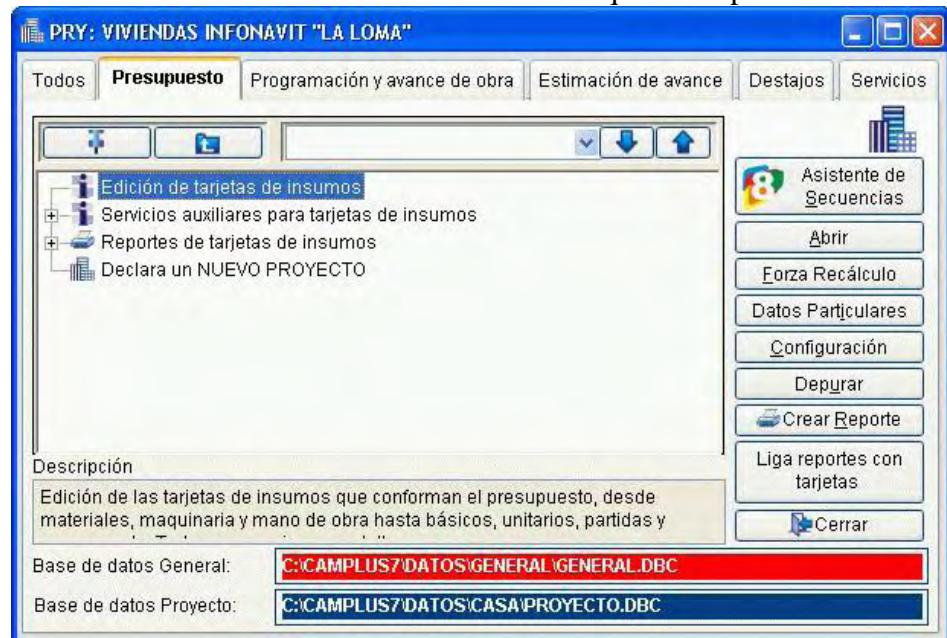 PRY: VIVIENDAS INFONAVIT "LA LOMA"
Todos Presupuesto Programación y avance de obra Estimación de avance Destajos Servicios
Edición de tarjetas de insumos
Servicios auxiliares para tarjetas de insumos
Reportes de tarjetas de insumos
Declara un NUEVO PROYECTO
Asistente de
Secuencias
Abrir
Forza Recálculo
Datos Particulares
Configuración
Depurar
Crear Reporte
Liga reportes con
tarjetas
Cerrar
Descripción
Edición de las tarjetas de insumos que conforman el presupuesto, desde
materiales, maquinaria y mano de obra hasta básicos, unitarios, partidas y
Base de datos General: C:\CAMPLUS7\DATOS\GENERAL\GENERAL.DBC
Base de datos Proyecto: C:\CAMPLUS7\DATOS\CASA\PROYECTO.DBC